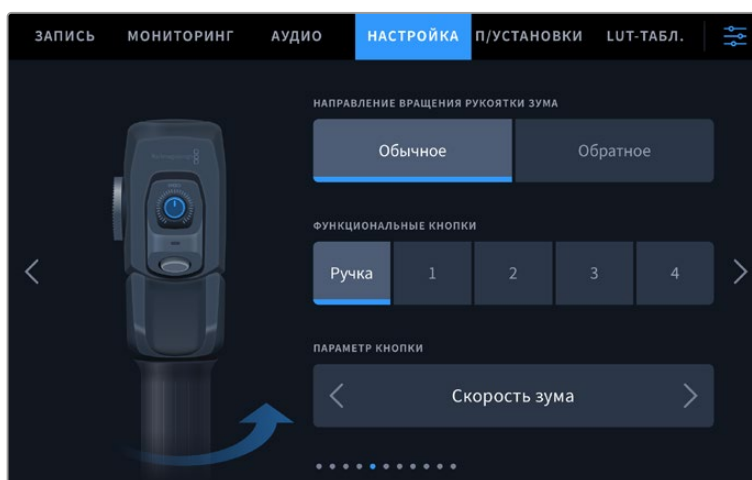 ЗАПИСЬ МОНИТОРИНГ АУДИО НАСТРОЙКА П/УСТАНОВКИ LUT-ТАБЛ.
НАПРАВЛЕНИЕ ВРАЩЕНИЯ РУКОЯТКИ ЗУМА
Обычное Обратное
ФУНКЦИОНАЛЬНЫЕ КНОПКИ
Ручка 1 2 3 4
ПАРАМЕТР КНОПКИ
Скорость зума